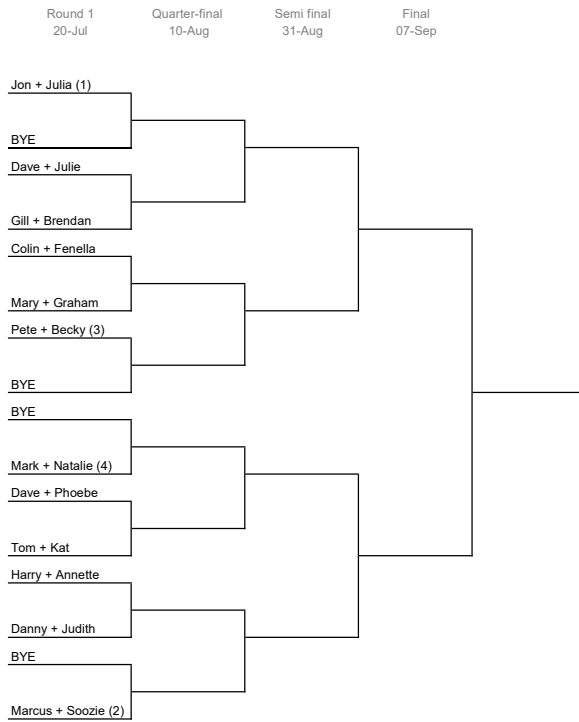 Round 1 Quarter-final Semi final Final
20-Jul 10-Aug 31-Aug 07-Sep
Jon + Julia (1)
BYE
Dave + Julie
Gill + Brendan
Colin + Fenella
Mary + Graham
Pete + Becky (3)
BYE
BYE
Mark + Natalie (4)
Dave + Phoebe
Tom + Kat
Harry + Annette
Danny + Judith
BYE
Marcus + Soozie (2)